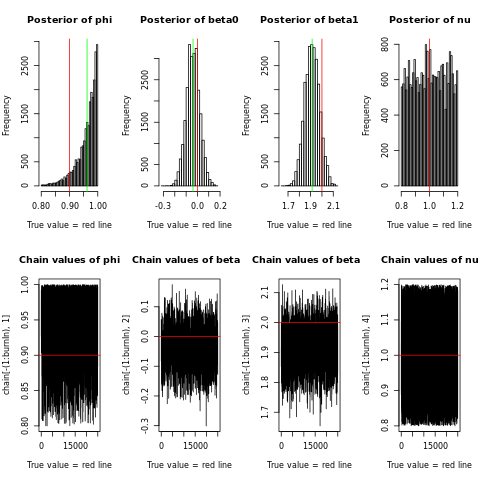 Posterior of phi
Posterior of beta0
Posterior of beta1
Posterior of nu
Frequency
0 500 1500 2500
0.80 0.90 1.00
True value = red line
Frequency
0 500 1500 2500
-0.3 0.0 0.2
True value = red line
Frequency
0 500 1500 2500
1.7 1.9 2.1
True value = red line
Frequency
0 200 400 600 800
0.8 1.0 1.2
True value = red line
Chain values of phi
Chain values of beta
Chain values of beta
Chain values of nu
chain[-(1:burnIn), 1]
0.80 0.85 0.90 0.95 1.00
0 15000
True value = red line
chain[-(1:burnIn), 2]
-0.3 -0.2 -0.1 0.0 0.1
0 15000
True value = red line
chain[-(1:burnIn), 3]
1.7 1.8 1.9 2.0 2.1
0 15000
True value = red line
chain[-(1:burnIn), 4]
0.8 0.9 1.0 1.1 1.2
0 15000
True value = red line